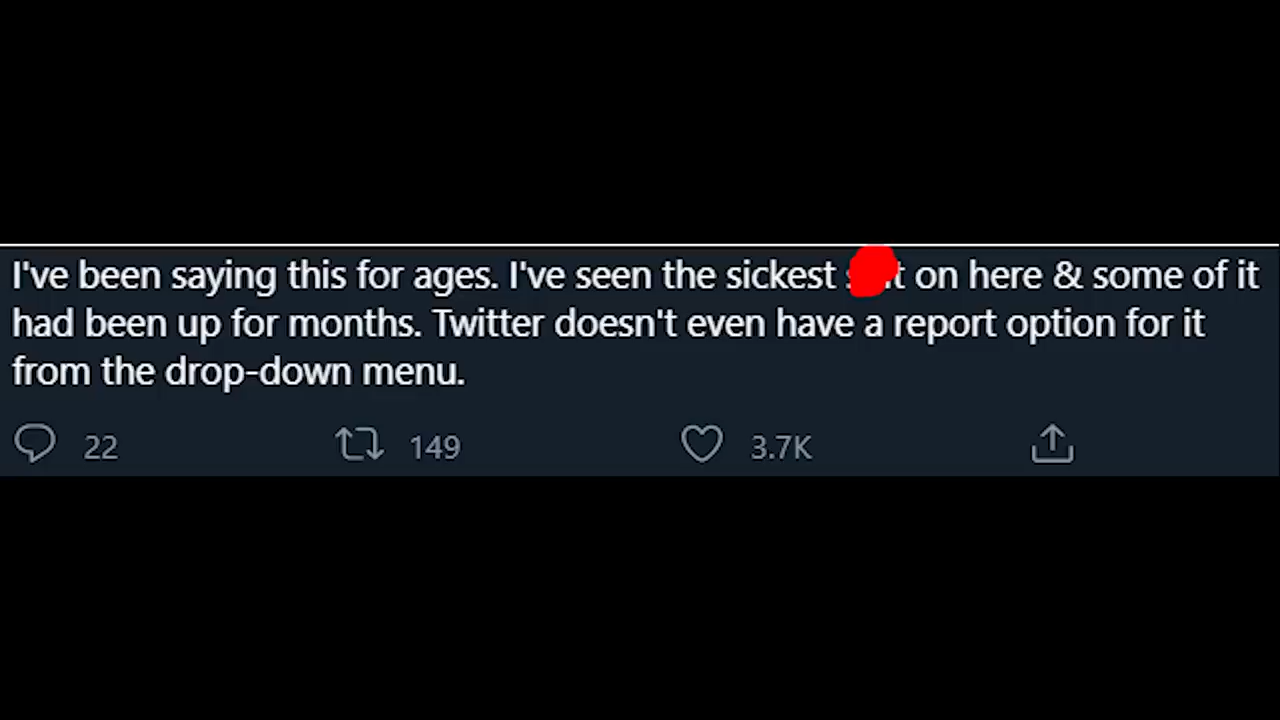 I've been saying this for ages. I've seen the sickest on here & some of it
had been up for months. Twitter doesn't even have a report option for it
from the drop-down menu.
22 149 3.7K